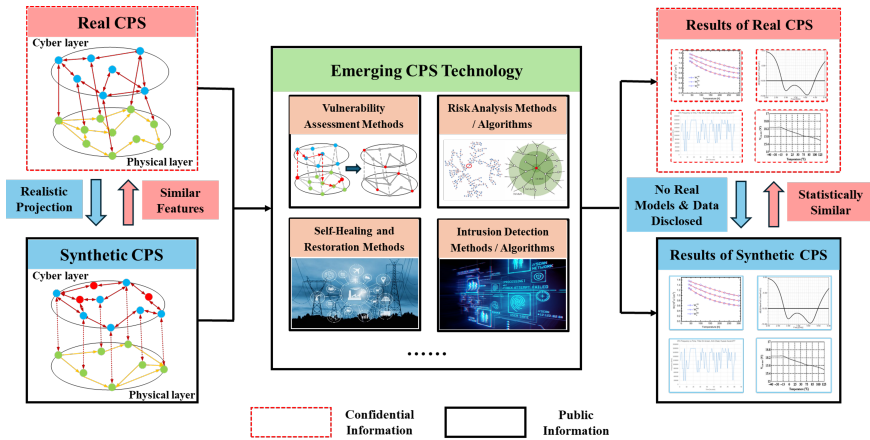 Real CPS
Cyber layer
Physical layer
Realistic
Projection
Similar
Features
Synthetic CPS
Cyber layer
Physical layer
Emerging CPS Technology
Vulnerability
Assessment Methods
Risk Analysis Methods
/ Algorithms
Self-Healing and
Restoration Methods
Intrusion Detection
Methods / Algorithms
......
Results of Real CPS
No Real
Models & Data
Disclosed
Statistically
Similar
Results of Synthetic CPS
Confidential
Information
Public
Information